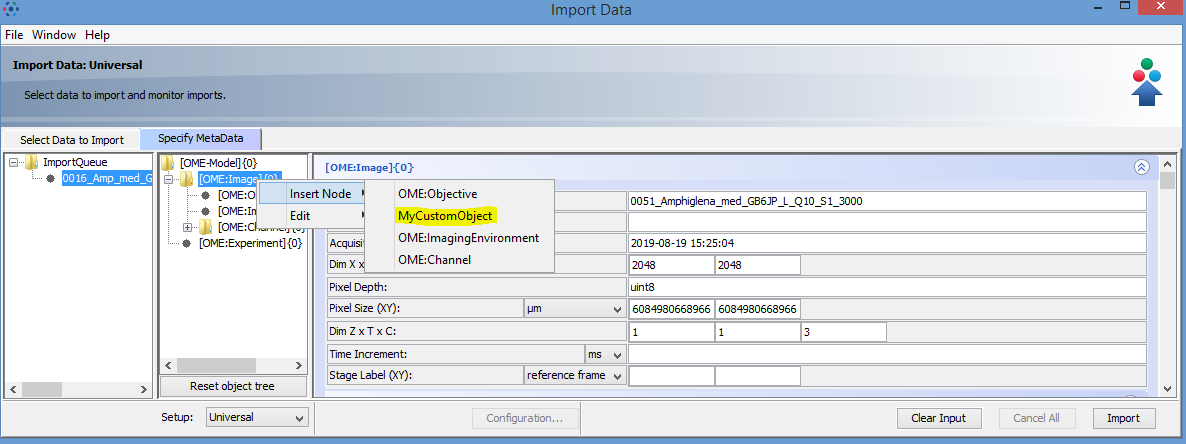 Import Data
File Window Help
Import Data: Universal
Select data to import and monitor imports.
Select Data to Import Specify MetaData
ImportQueue
0016_Amp_med_G
[OME-Model]{0}
[OME:Image]{0}
[OME:O
[OME:Im
[OME:Channel]{0}
[OME:Experiment]{0}
Reset object tree
Insert Node
Edit
OME:Objective
MyCustomObject
OME:ImagingEnvironment
OME:Channel
[OME:Image]{0}
0051_Amphiglena_med_GB6JP_L_Q10_S1_3000
Acquisi 2019-08-19 15:25:04
Dim X x 2048 2048
Pixel Depth: uint8
Pixel Size (XY): µm 6084980668966 6084980668966
Dim Z x T x C: 1 1 3
Time Increment: ms
Stage Label (XY): reference frame
Setup: Universal Configuration... Clear Input Cancel All Import